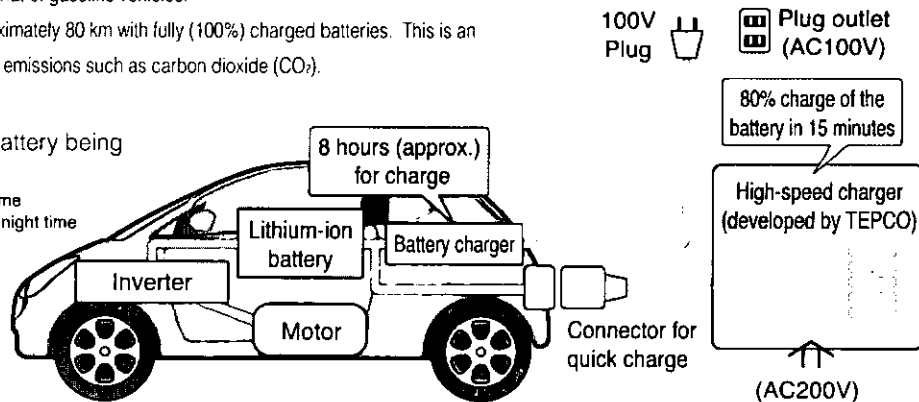 of gasoline vehicles.
ximately 80 km with fully (100%) charged batteries. This is an
emissions such as carbon dioxide (CO₂).
attery being
me
night time
8 hours (approx.)
for charge
Lithium-ion
battery
Battery charger
Inverter
Motor
Connector for
quick charge
100V
Plug
Plug outlet
(AC100V)
80% charge of the
battery in 15 minutes
High-speed charger
(developed by TEPCO)
(AC200V)